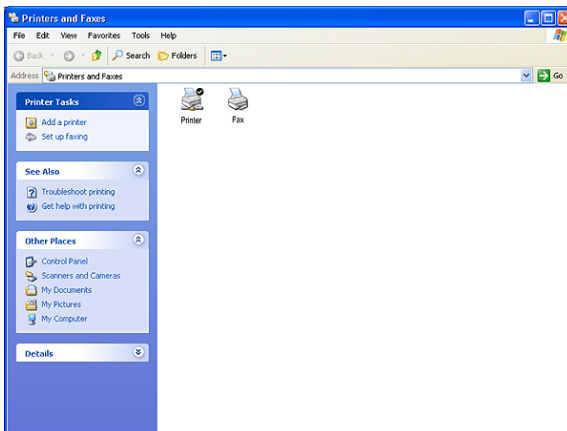 Printers and Faxes
File Edit View Favorites Tools Help
Back Search Folders
Address Printers and Faxes Go
Printer Tasks
Add a printer
Set up faxing
See Also
Troubleshoot printing
Get help with printing
Other Places
Control Panel
Scanners and Cameras
My Documents
My Pictures
My Computer
Details
Printer Fax